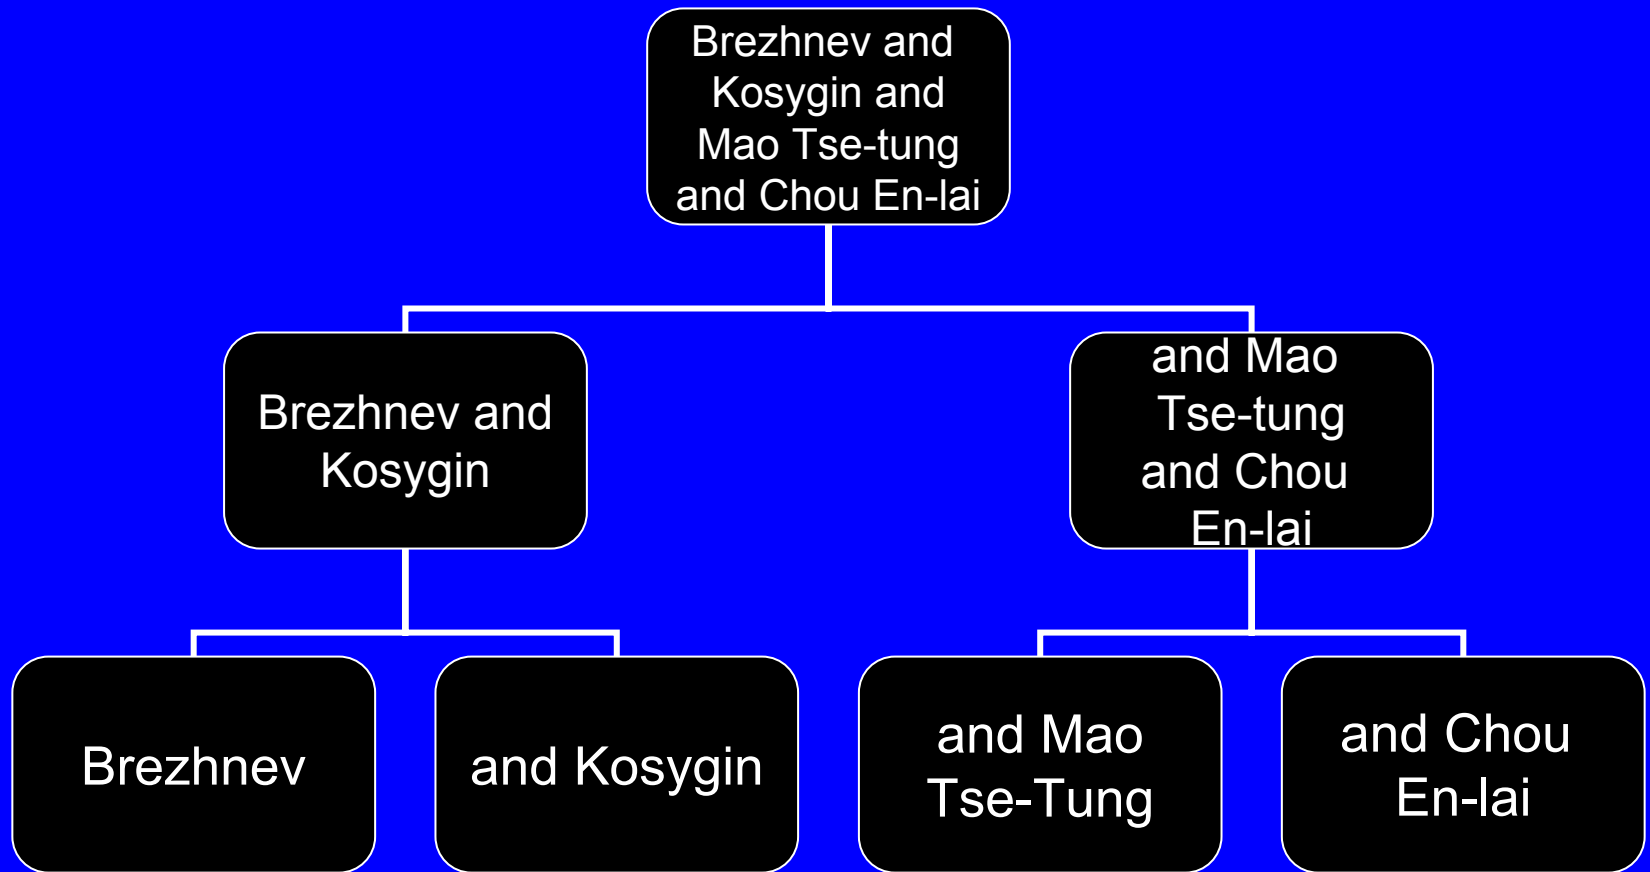 Brezhnev and
Kosygin and
Mao Tse-tung
and Chou En-lai
Brezhnev and
Kosygin
and Mao
Tse-tung
and Chou
En-lai
Brezhnev
and Kosygin
and Mao
Tse-Tung
and Chou
En-lai